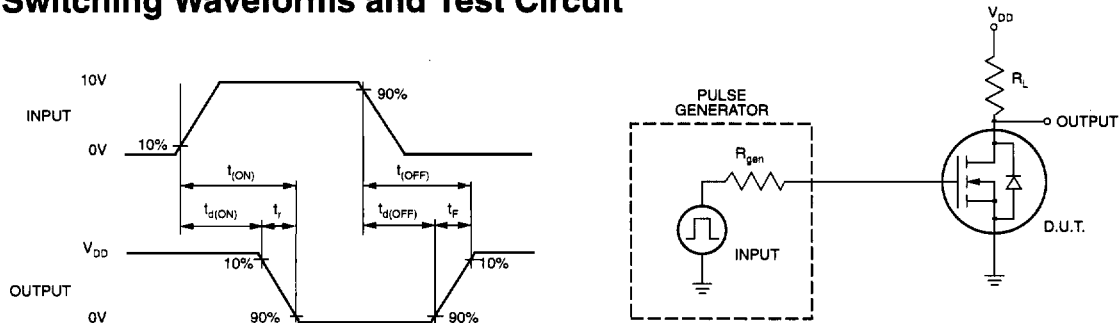 Switching Waveforms and Test Circuit
10V
INPUT
0V
10%
90%
t(ON)
t(OFF)
td(ON)
tr
td(OFF)
tF
VDD
OUTPUT
0V
10%
90%
10%
90%
PULSE
GENERATOR
Rgen
INPUT
VDD
RL
OUTPUT
D.U.T.